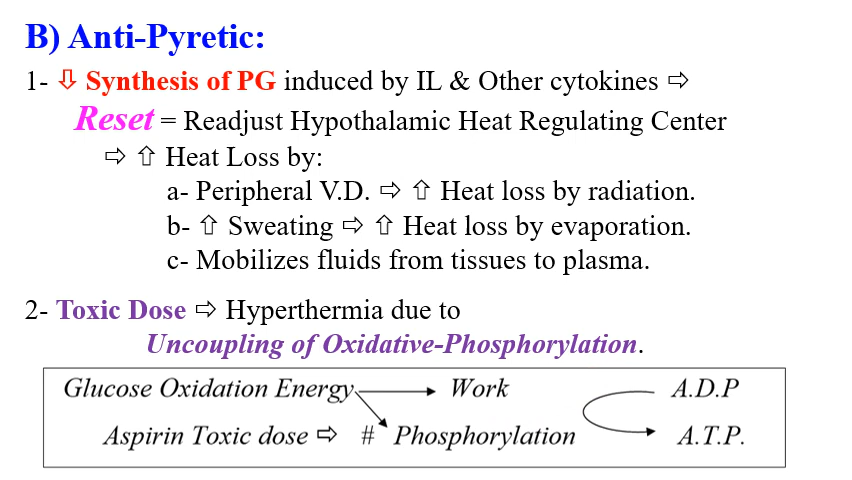 B) Anti-Pyretic:
1- ⇩ Synthesis of PG induced by IL & Other cytokines ⇨
Reset = Readjust Hypothalamic Heat Regulating Center
⇨ ⇧ Heat Loss by:
a- Peripheral V.D. ⇨ ⇧ Heat loss by radiation.
b- ⇧ Sweating ⇨ ⇧ Heat loss by evaporation.
c- Mobilizes fluids from tissues to plasma.
2- Toxic Dose ⇨ Hyperthermia due to
Uncoupling of Oxidative-Phosphorylation.
Glucose Oxidation Energy Work A.D.P
Aspirin Toxic dose ⇨ # Phosphorylation A.T.P.